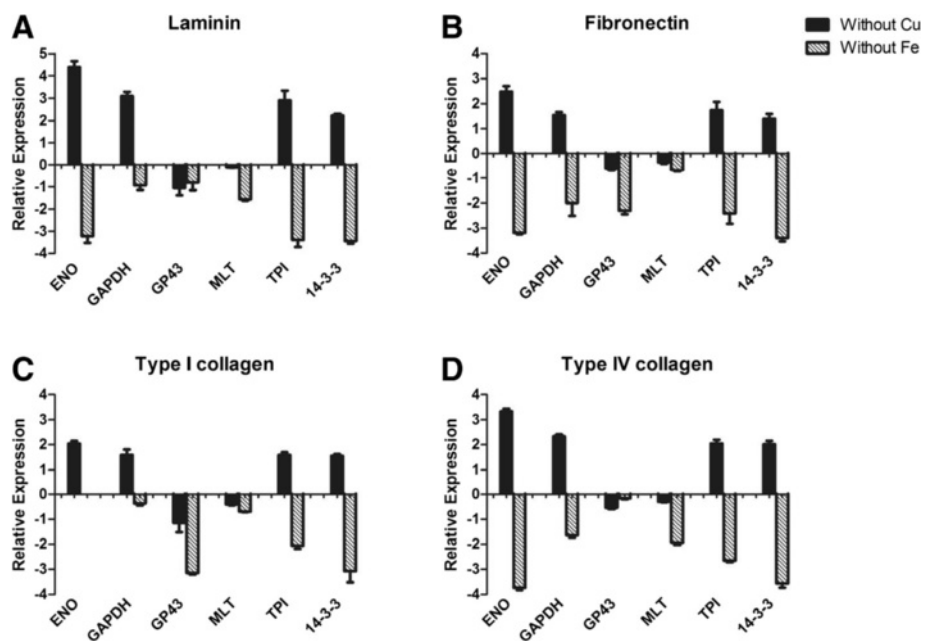 A Laminin
B Fibronectin
Without Cu
Without Fe
Relative Expression
5
4
3
2
1
0
-1
-2
-3
-4
ENO GAPDH GP43 MLT TPI 14-3-3
Relative Expression
4
3
2
1
0
-1
-2
-3
-4
ENO GAPDH GP43 MLT TPI 14-3-3
C Type I collagen
D Type IV collagen
Relative Expression
4
3
2
1
0
-1
-2
-3
-4
ENO GAPDH GP43 MLT TPI 14-3-3
Relative Expression
4
3
2
1
0
-1
-2
-3
-4
ENO GAPDH GP43 MLT TPI 14-3-3